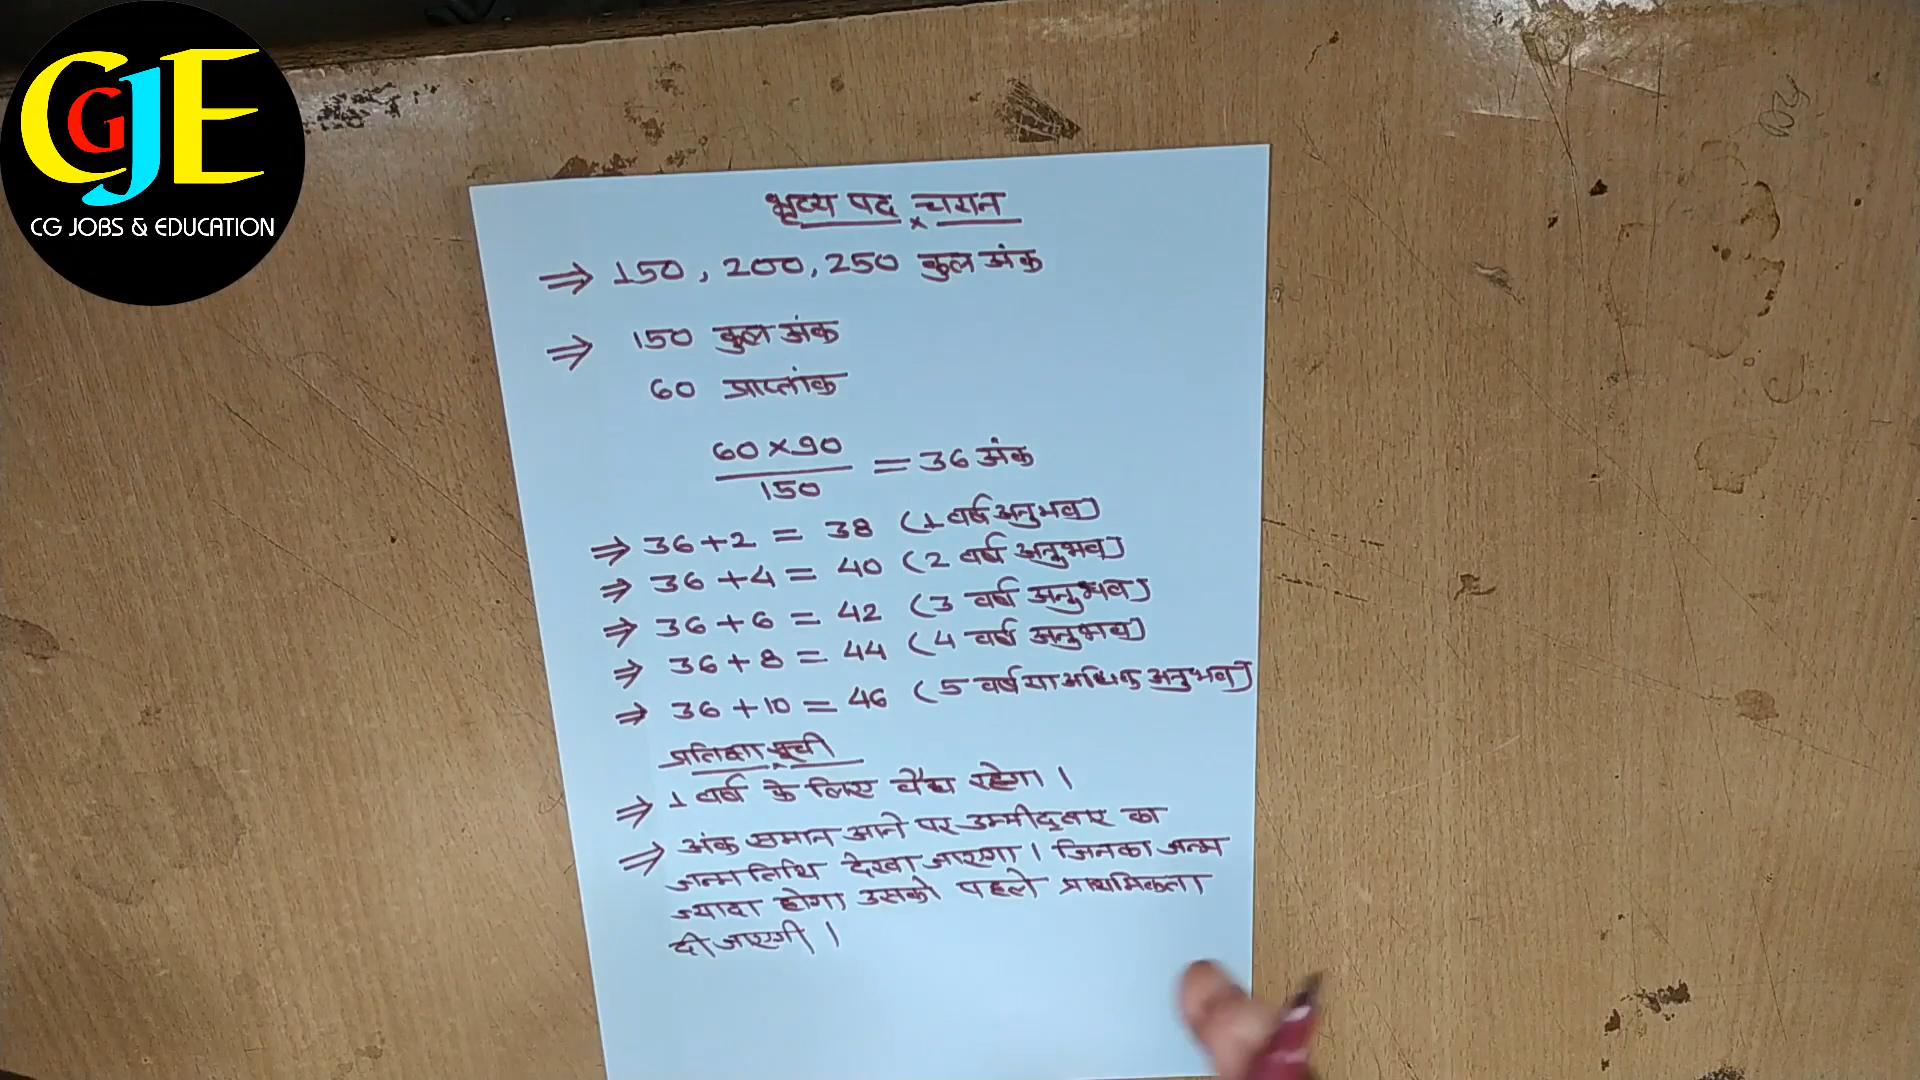 CGJE
CG JOBS & EDUCATION
भृत्य पद चयन
⇒ 150, 200, 250 कुल अंक
⇒ 150 कुल अंक
60 प्राप्तांक
60 × 90
150
= 36 अंक
⇒ 36 + 2 = 38 (1 वर्ष अनुभव)
⇒ 36 + 4 = 40 (2 वर्ष अनुभव)
⇒ 36 + 6 = 42 (3 वर्ष अनुभव)
⇒ 36 + 8 = 44 (4 वर्ष अनुभव)
⇒ 36 + 10 = 46 (5 वर्ष या अधिक अनुभव)
प्रतिक्षा सूची
⇒ 1 वर्ष के लिए वैध रहेगा।
⇒ अंक समान आने पर उम्मीदवार का
जन्मतिथि देखा जाएगा। जिनका जन्म
ज्यादा होगा उसको पहले प्राथमिकता
दी जाएगी।